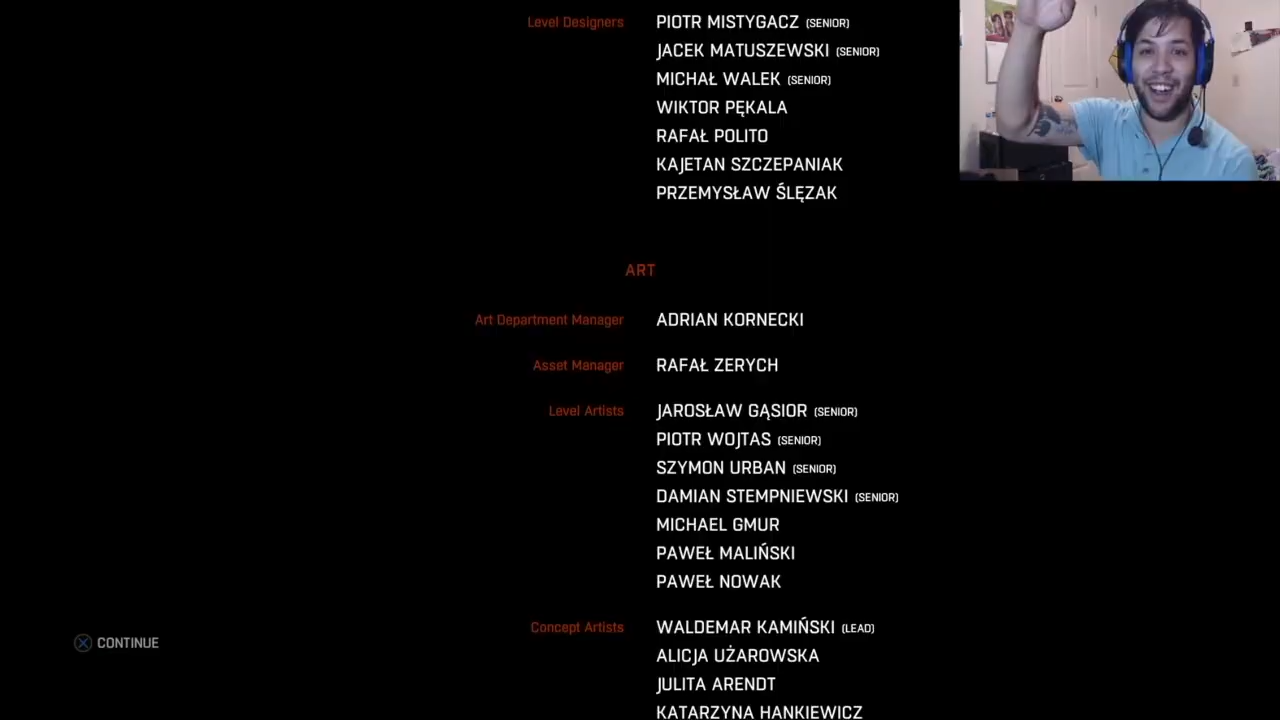 Level Designers PIOTR MISTYGACZ (SENIOR)
JACEK MATUSZEWSKI (SENIOR)
MICHAŁ WALEK (SENIOR)
WIKTOR PĘKALA
RAFAŁ POLITO
KAJETAN SZCZEPANIAK
PRZEMYSŁAW ŚLĘZAK
ART
Art Department Manager ADRIAN KORNECKI
Asset Manager RAFAŁ ZERYCH
Level Artists JAROSŁAW GĄSIOR (SENIOR)
PIOTR WOJTAS (SENIOR)
SZYMON URBAN (SENIOR)
DAMIAN STEMPNIEWSKI (SENIOR)
MICHAEL GMUR
PAWEŁ MALIŃSKI
PAWEŁ NOWAK
Concept Artists WALDEMAR KAMIŃSKI (LEAD)
ALICJA UŻAROWSKA
JULITA ARENDT
KATARZYNA HANKIEWICZ
CONTINUE